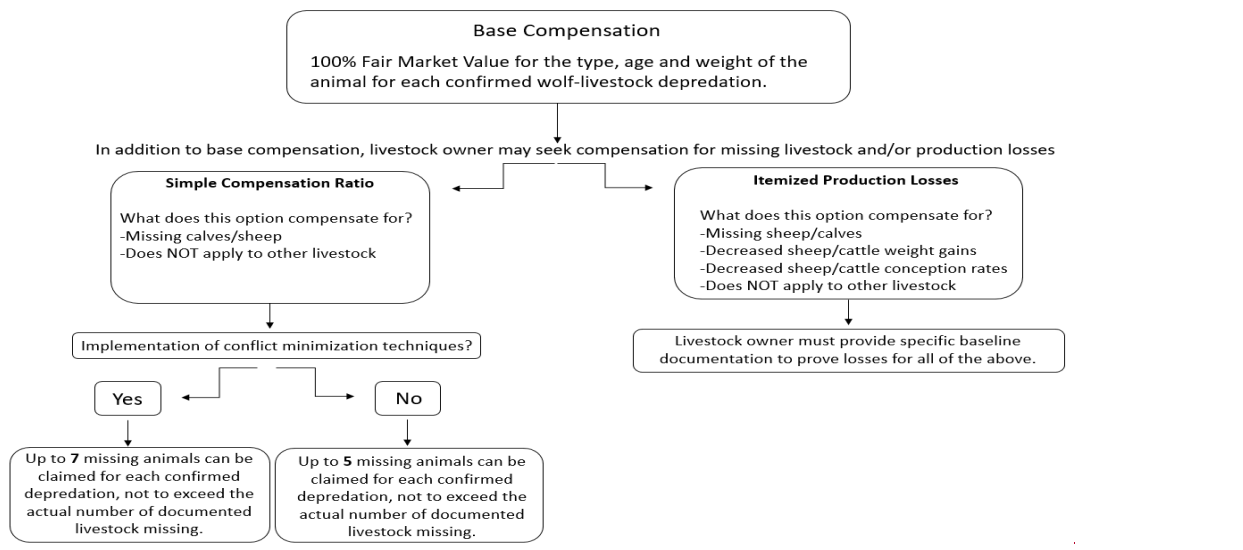 Base Compensation
100% Fair Market Value for the type, age and weight of the
animal for each confirmed wolf-livestock depredation.
In addition to base compensation, livestock owner may seek compensation for missing livestock and/or production losses
Simple Compensation Ratio
What does this option compensate for?
-Missing calves/sheep
-Does NOT apply to other livestock
Itemized Production Losses
What does this option compensate for?
-Missing sheep/calves
-Decreased sheep/cattle weight gains
-Decreased sheep/cattle conception rates
-Does NOT apply to other livestock
Implementation of conflict minimization techniques?
Livestock owner must provide specific baseline
documentation to prove losses for all of the above.
Yes
No
Up to 7 missing animals can be
claimed for each confirmed
depredation, not to exceed the
actual number of documented
livestock missing.
Up to 5 missing animals can be
claimed for each confirmed
depredation, not to exceed the
actual number of documented
livestock missing.